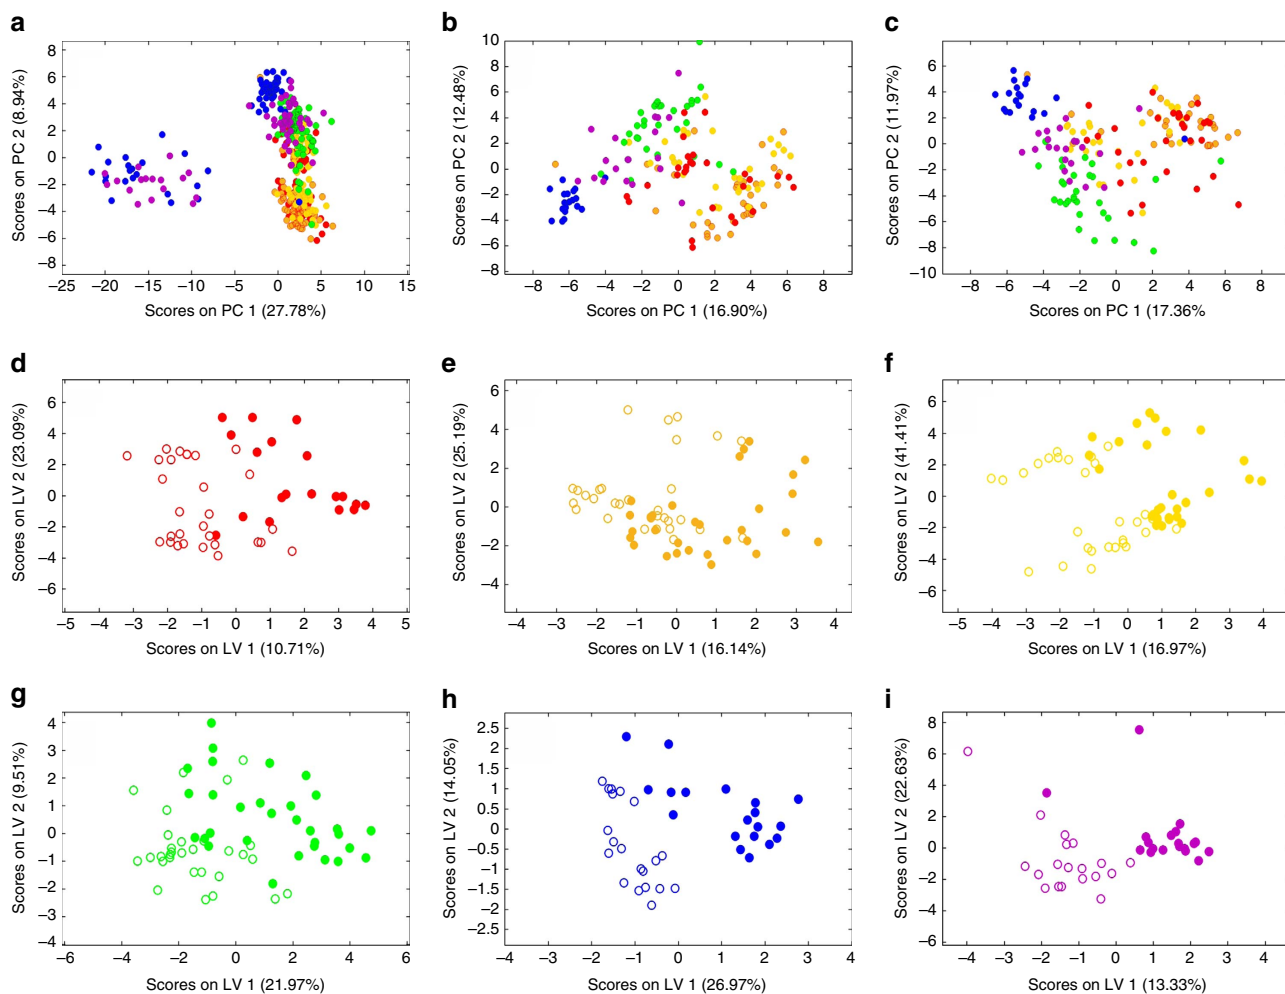 a
8
6
4
2
0
−2
−4
−6
−8
Scores on PC 2 (8.94%)
−25 −20 −15 −10 −5 0 5 10 15
Scores on PC 1 (27.78%)
b
10
8
6
4
2
0
−2
−4
−6
−8
Scores on PC 2 (12.48%)
−8 −6 −4 −2 0 2 4 6 8
Scores on PC 1 (16.90%)
c
6
4
2
0
−2
−4
−6
−8
−10
Scores on PC 2 (11.97%)
−8 −6 −4 −2 0 2 4 6 8
Scores on PC 1 (17.36%
d
6
4
2
0
−2
−4
−6
Scores on LV 2 (23.09%)
−5 −4 −3 −2 −1 0 1 2 3 4 5
Scores on LV 1 (10.71%)
e
6
4
2
0
−2
−4
Scores on LV 2 (25.19%)
−4 −3 −2 −1 0 1 2 3 4
Scores on LV 1 (16.14%)
f
6
4
2
0
−2
−4
−6
Scores on LV 2 (41.41%)
−5 −4 −3 −2 −1 0 1 2 3 4
Scores on LV 1 (16.97%)
g
4
3
2
1
0
−1
−2
−3
−4
Scores on LV 2 (9.51%)
−6 −4 −2 0 2 4 6
Scores on LV 1 (21.97%)
h
2.5
2
1.5
1
0.5
0
−0.5
−1
−1.5
−2
−2.5
Scores on LV 2 (14.05%)
−4 −3 −2 −1 0 1 2 3 4
Scores on LV 1 (26.97%)
i
8
6
4
2
0
−2
−4
−6
Scores on LV 2 (22.63%)
−4 −3 −2 −1 0 1 2 3 4
Scores on LV 1 (13.33%)